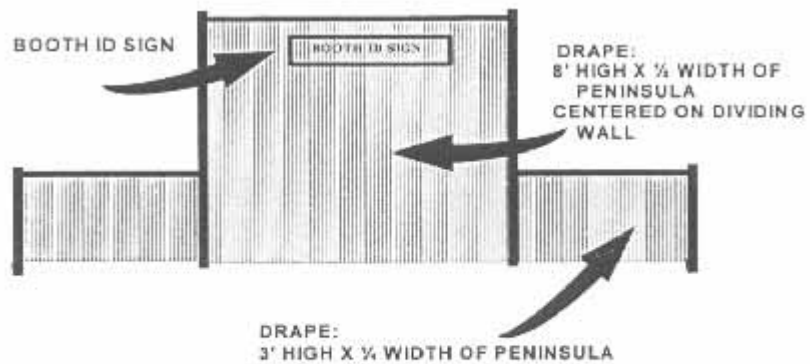 BOOTH ID SIGN
BOOTH ID SIGN
DRAPE:
8' HIGH X ½ WIDTH OF
PENINSULA
CENTERED ON DIVIDING
WALL
DRAPE:
3' HIGH X ¼ WIDTH OF PENINSULA